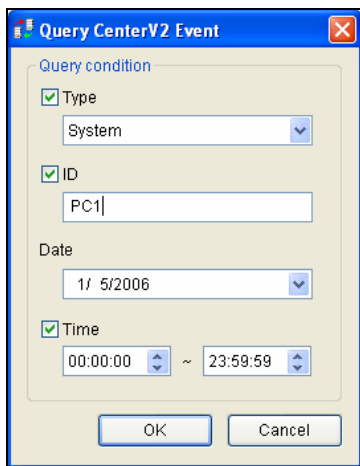 Query CenterV2 Event
Query condition
Type
System
ID
PC1
Date
1/ 5/2006
Time
00:00:00 ~ 23:59:59
OK Cancel